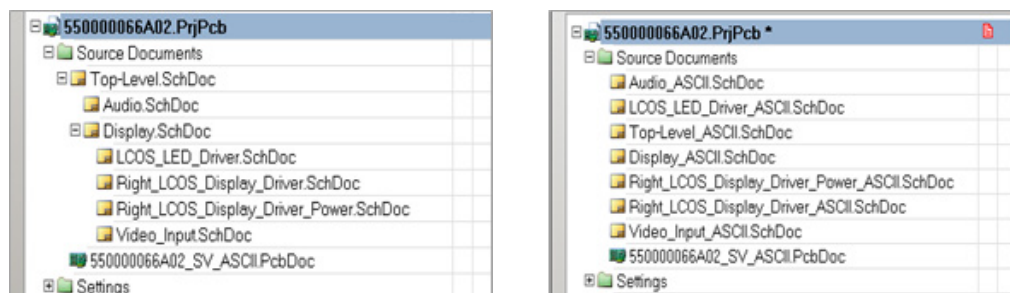 550000066A02.PrjPcb
Source Documents
Top-Level.SchDoc
Audio.SchDoc
Display.SchDoc
LCOS_LED_Driver.SchDoc
Right_LCOS_Display_Driver.SchDoc
Right_LCOS_Display_Driver_Power.SchDoc
Video_Input.SchDoc
550000066A02_SV_ASCII.PcbDoc
Settings
550000066A02.PrjPcb *
Source Documents
Audio_ASCII.SchDoc
LCOS_LED_Driver_ASCII.SchDoc
Top-Level_ASCII.SchDoc
Display_ASCII.SchDoc
Right_LCOS_Display_Driver_Power_ASCII.SchDoc
Right_LCOS_Display_Driver_ASCII.SchDoc
Video_Input_ASCII.SchDoc
550000066A02_SV_ASCII.PcbDoc
Settings